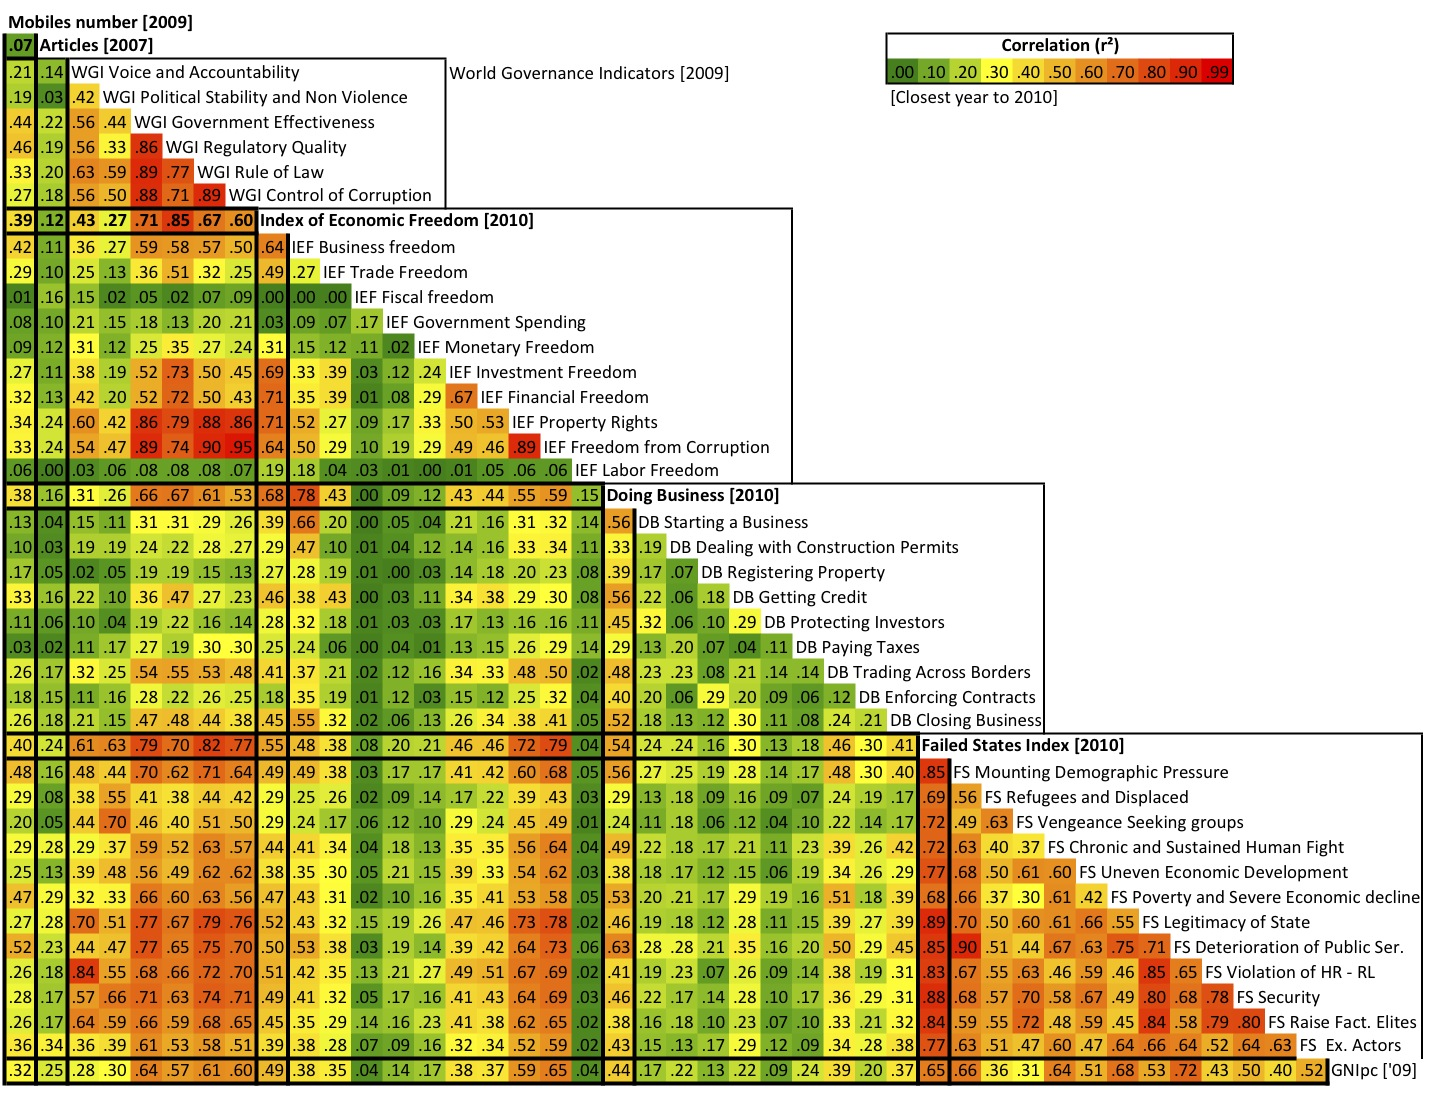 Mobiles number [2009]
.07 Articles [2007]
Correlation (r²)
.21 .14 WGI Voice and Accountability
World Governance Indicators [2009]
.00 .10 .20 .30 .40 .50 .60 .70 .80 .90 .99
.19 .03 .42 WGI Political Stability and Non Violence
[Closest year to 2010]
.44 .22 .56 .44 WGI Government Effectiveness
.46 .19 .56 .33 .86 WGI Regulatory Quality
.33 .20 .63 .59 .89 .77 WGI Rule of Law
.27 .18 .56 .50 .88 .71 .89 WGI Control of Corruption
.39 .12 .43 .27 .71 .85 .67 .60 Index of Economic Freedom [2010]
.42 .11 .36 .27 .59 .58 .57 .50 .64 IEF Business freedom
.29 .10 .25 .13 .36 .51 .32 .25 .49 .27 IEF Trade Freedom
.01 .16 .15 .02 .05 .02 .07 .09 .00 .00 .00 IEF Fiscal freedom
.08 .10 .21 .15 .18 .13 .20 .21 .03 .09 .07 .17 IEF Government Spending
.09 .12 .31 .12 .25 .35 .27 .24 .31 .15 .12 .11 .02 IEF Monetary Freedom
.27 .11 .38 .19 .52 .73 .50 .45 .69 .33 .39 .03 .12 .24 IEF Investment Freedom
.32 .13 .42 .20 .52 .72 .50 .43 .71 .35 .39 .01 .08 .29 .67 IEF Financial Freedom
.34 .24 .60 .42 .86 .79 .88 .86 .71 .52 .27 .09 .17 .33 .50 .53 IEF Property Rights
.33 .24 .54 .47 .89 .74 .90 .95 .64 .50 .29 .10 .19 .29 .49 .46 .89 IEF Freedom from Corruption
.06 .00 .03 .06 .08 .08 .08 .07 .19 .18 .04 .03 .01 .00 .01 .05 .06 .06 IEF Labor Freedom
.38 .16 .31 .26 .66 .67 .61 .53 .68 .78 .43 .00 .09 .12 .43 .44 .55 .59 .15 Doing Business [2010]
.13 .04 .15 .11 .31 .31 .29 .26 .39 .66 .20 .00 .05 .04 .21 .16 .31 .32 .14 .56 DB Starting a Business
.10 .03 .19 .19 .24 .22 .28 .27 .29 .47 .10 .01 .04 .12 .14 .16 .33 .34 .11 .33 .19 DB Dealing with Construction Permits
.17 .05 .02 .05 .19 .19 .15 .13 .27 .28 .19 .01 .00 .03 .14 .18 .20 .23 .08 .39 .17 .07 DB Registering Property
.33 .16 .22 .10 .36 .47 .27 .23 .46 .38 .43 .00 .03 .11 .34 .38 .29 .30 .08 .56 .22 .06 .18 DB Getting Credit
.11 .06 .10 .04 .19 .22 .16 .14 .28 .32 .18 .01 .03 .03 .17 .13 .16 .16 .11 .45 .32 .06 .10 .29 DB Protecting Investors
.03 .02 .11 .17 .27 .19 .30 .30 .25 .24 .06 .00 .04 .01 .13 .15 .26 .29 .14 .29 .13 .20 .07 .04 .11 DB Paying Taxes
.26 .17 .32 .25 .54 .55 .53 .48 .41 .37 .21 .02 .12 .16 .34 .33 .48 .50 .02 .48 .23 .23 .08 .21 .14 .14 DB Trading Across Borders
.18 .15 .11 .16 .28 .22 .26 .25 .18 .35 .19 .01 .12 .03 .15 .12 .25 .32 .04 .40 .20 .06 .29 .20 .09 .06 .12 DB Enforcing Contracts
.26 .18 .21 .15 .47 .48 .44 .38 .45 .55 .32 .02 .06 .13 .26 .34 .38 .41 .05 .52 .18 .13 .12 .30 .11 .08 .24 .21 DB Closing Business
.40 .24 .61 .63 .79 .70 .82 .77 .55 .48 .38 .08 .20 .21 .46 .46 .72 .79 .04 .54 .24 .24 .16 .30 .13 .18 .46 .30 .41 Failed States Index [2010]
.48 .16 .48 .44 .70 .62 .71 .64 .49 .49 .38 .03 .17 .17 .41 .42 .60 .68 .05 .56 .27 .25 .19 .28 .14 .17 .48 .30 .40 .85 FS Mounting Demographic Pressure
.29 .08 .38 .55 .41 .38 .44 .42 .29 .25 .26 .02 .09 .14 .17 .22 .39 .43 .03 .29 .13 .18 .09 .16 .09 .07 .24 .19 .17 .69 .56 FS Refugees and Displaced
.20 .05 .44 .70 .46 .40 .51 .50 .29 .24 .17 .06 .12 .10 .29 .24 .45 .49 .01 .24 .11 .18 .06 .12 .04 .10 .22 .14 .17 .72 .49 .63 FS Vengeance Seeking groups
.29 .28 .29 .37 .59 .52 .63 .57 .44 .41 .34 .04 .18 .13 .35 .35 .56 .64 .04 .49 .22 .18 .17 .21 .11 .23 .39 .26 .42 .72 .63 .40 .37 FS Chronic and Sustained Human Fight
.25 .13 .39 .48 .56 .49 .62 .62 .38 .35 .30 .05 .21 .15 .39 .33 .54 .62 .03 .38 .18 .17 .12 .15 .06 .19 .34 .26 .29 .77 .68 .50 .61 .60 FS Uneven Economic Development
.47 .29 .32 .33 .66 .60 .63 .56 .47 .43 .31 .02 .10 .16 .35 .41 .53 .58 .05 .53 .20 .21 .17 .29 .19 .16 .51 .18 .39 .68 .66 .37 .30 .61 .42 FS Poverty and Severe Economic decline
.27 .28 .70 .51 .77 .67 .79 .76 .52 .43 .32 .15 .19 .26 .47 .46 .73 .78 .02 .46 .19 .18 .12 .28 .11 .15 .39 .27 .39 .89 .70 .50 .60 .61 .66 .55 FS Legitimacy of State
.52 .23 .44 .47 .77 .65 .75 .70 .50 .53 .38 .03 .19 .14 .39 .42 .64 .73 .06 .63 .28 .28 .21 .35 .16 .20 .50 .29 .45 .85 .90 .51 .44 .67 .63 .75 .71 FS Deterioration of Public Ser.
.26 .18 .84 .55 .68 .66 .72 .70 .51 .42 .35 .13 .21 .27 .49 .51 .67 .69 .02 .41 .19 .23 .07 .26 .09 .14 .38 .19 .31 .83 .67 .55 .63 .46 .59 .46 .85 .65 FS Violation of HR - RL
.28 .17 .57 .66 .71 .63 .74 .71 .49 .41 .32 .05 .17 .16 .41 .43 .64 .69 .03 .46 .22 .17 .14 .28 .10 .17 .36 .29 .31 .88 .68 .57 .70 .58 .67 .49 .80 .68 .78 FS Security
.26 .17 .64 .59 .66 .59 .68 .65 .45 .35 .29 .14 .16 .23 .41 .38 .62 .65 .02 .38 .16 .18 .10 .23 .07 .10 .33 .21 .32 .84 .59 .55 .72 .48 .59 .45 .84 .58 .79 .80 FS Raise Fact. Elites
.36 .34 .36 .39 .61 .53 .58 .51 .39 .38 .28 .07 .09 .16 .32 .34 .52 .59 .02 .43 .15 .13 .17 .29 .12 .09 .34 .28 .38 .77 .63 .51 .47 .60 .47 .64 .66 .64 .52 .64 .63 FS Ex. Actors
.32 .25 .28 .30 .64 .57 .61 .60 .49 .38 .35 .04 .14 .17 .38 .37 .59 .65 .04 .44 .17 .22 .13 .22 .09 .24 .39 .20 .37 .65 .66 .36 .31 .64 .51 .68 .53 .72 .43 .50 .40 .52 GNIpc ['09]